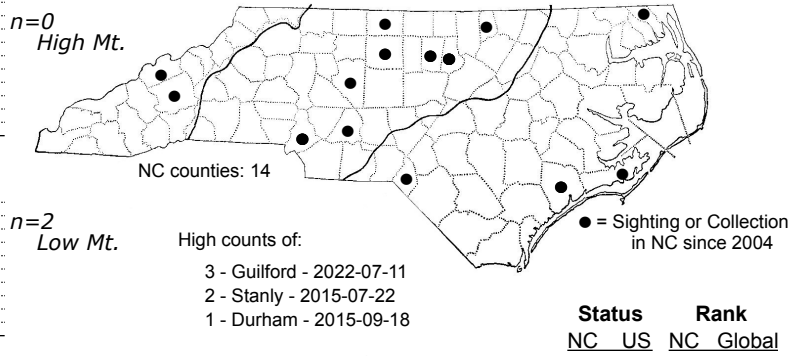 n=0
High Mt.
NC counties: 14
n=2
Low Mt.
High counts of:
3 - Guilford - 2022-07-11
2 - Stanly - 2015-07-22
1 - Durham - 2015-09-18
● = Sighting or Collection
in NC since 2004
Status Rank
NC US NC Global